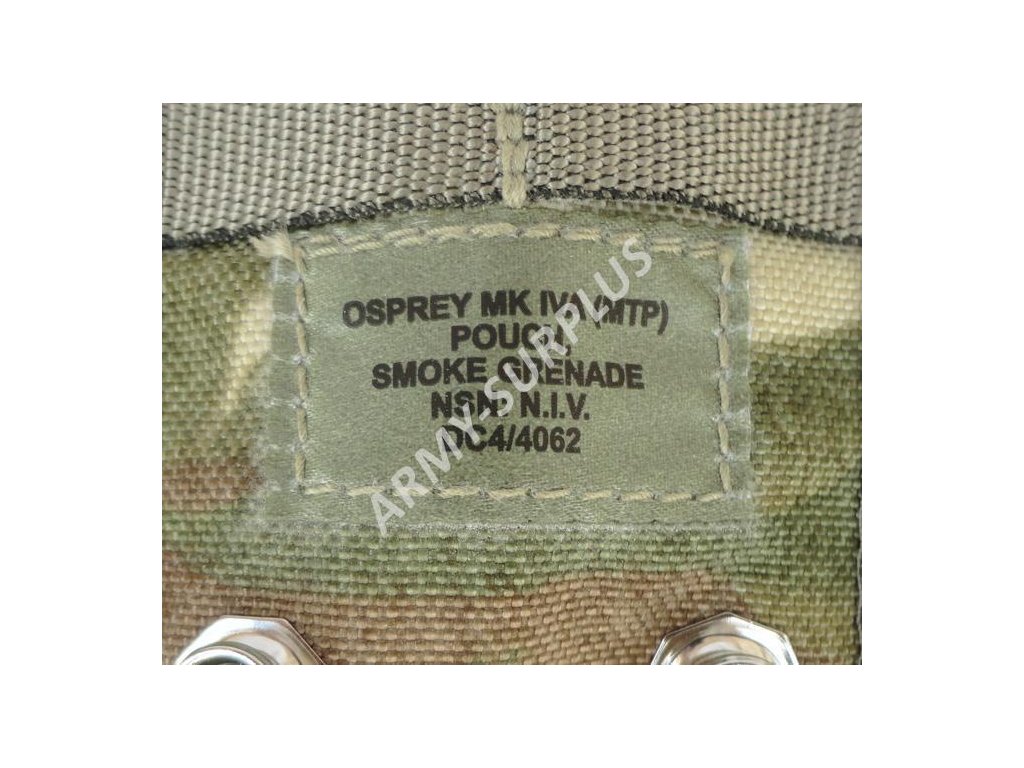 OSPREY MK IVA (MTP)
POUCH,
SMOKE GRENADE
NSN: N.I.V.
DC4/4062
ARMY-SURPLUS